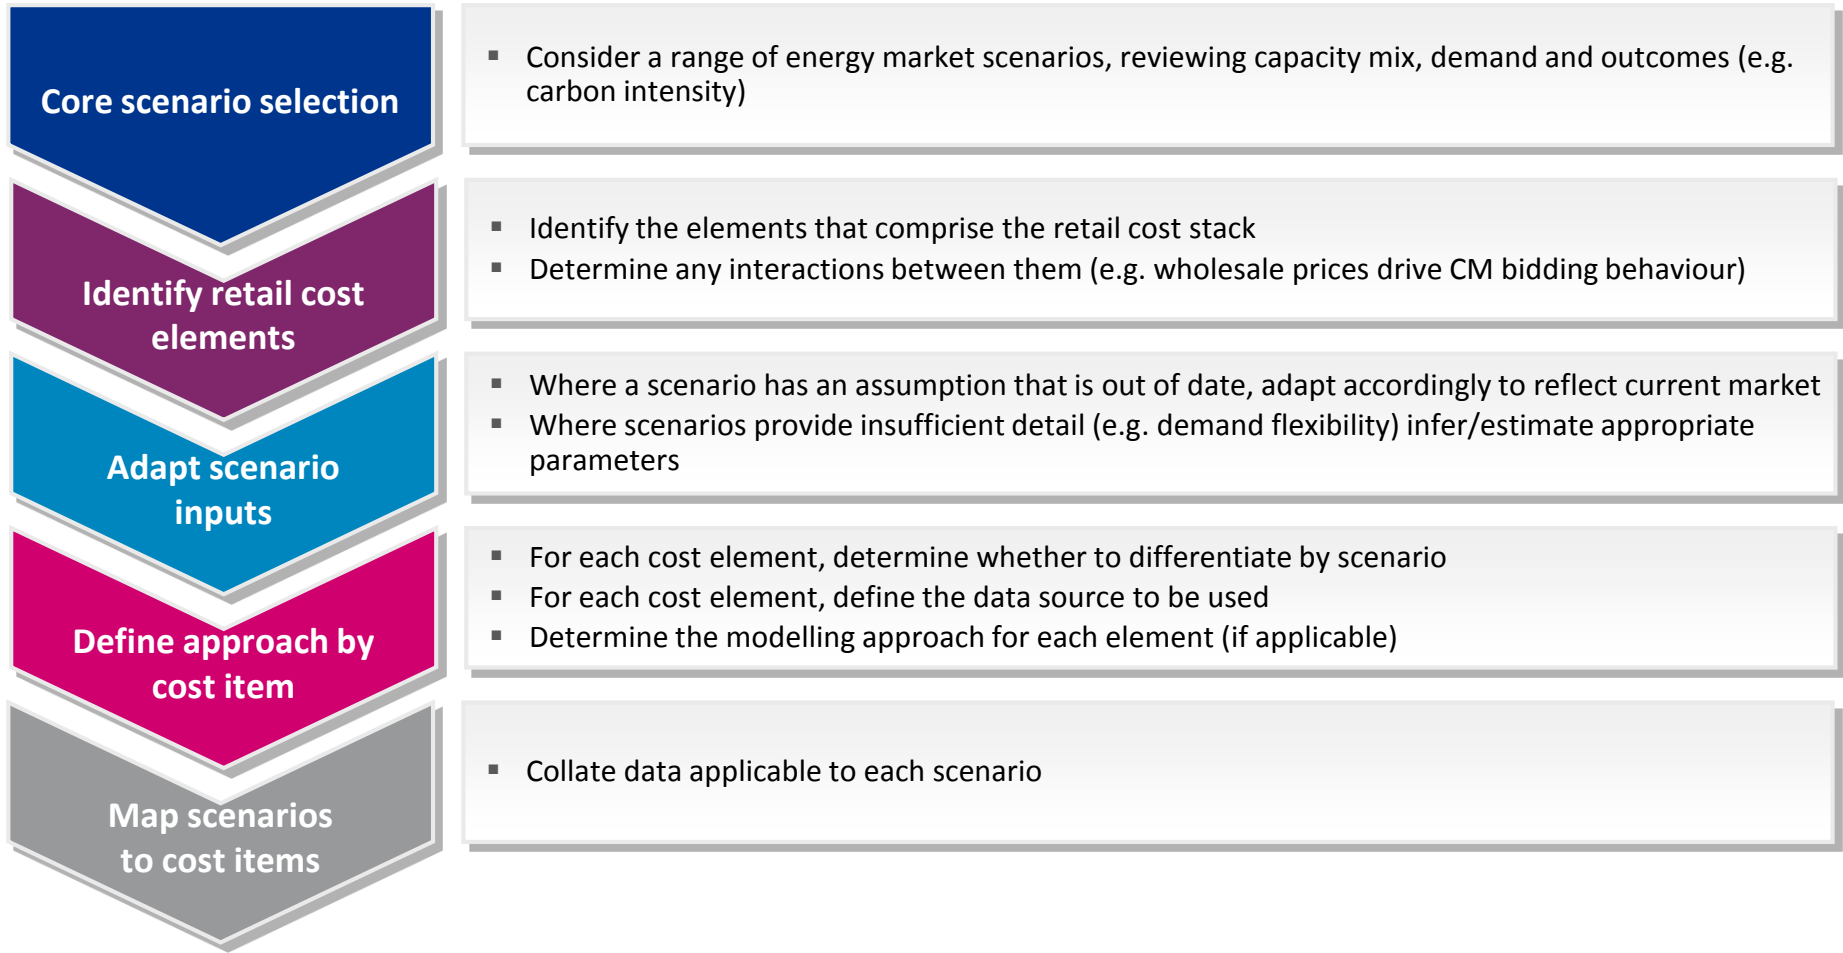 Core scenario selection
▪ Consider a range of energy market scenarios, reviewing capacity mix, demand and outcomes (e.g.
carbon intensity)
Identify retail cost
elements
▪ Identify the elements that comprise the retail cost stack
▪ Determine any interactions between them (e.g. wholesale prices drive CM bidding behaviour)
Adapt scenario
inputs
▪ Where a scenario has an assumption that is out of date, adapt accordingly to reflect current market
▪ Where scenarios provide insufficient detail (e.g. demand flexibility) infer/estimate appropriate
parameters
Define approach by
cost item
▪ For each cost element, determine whether to differentiate by scenario
▪ For each cost element, define the data source to be used
▪ Determine the modelling approach for each element (if applicable)
Map scenarios
to cost items
▪ Collate data applicable to each scenario